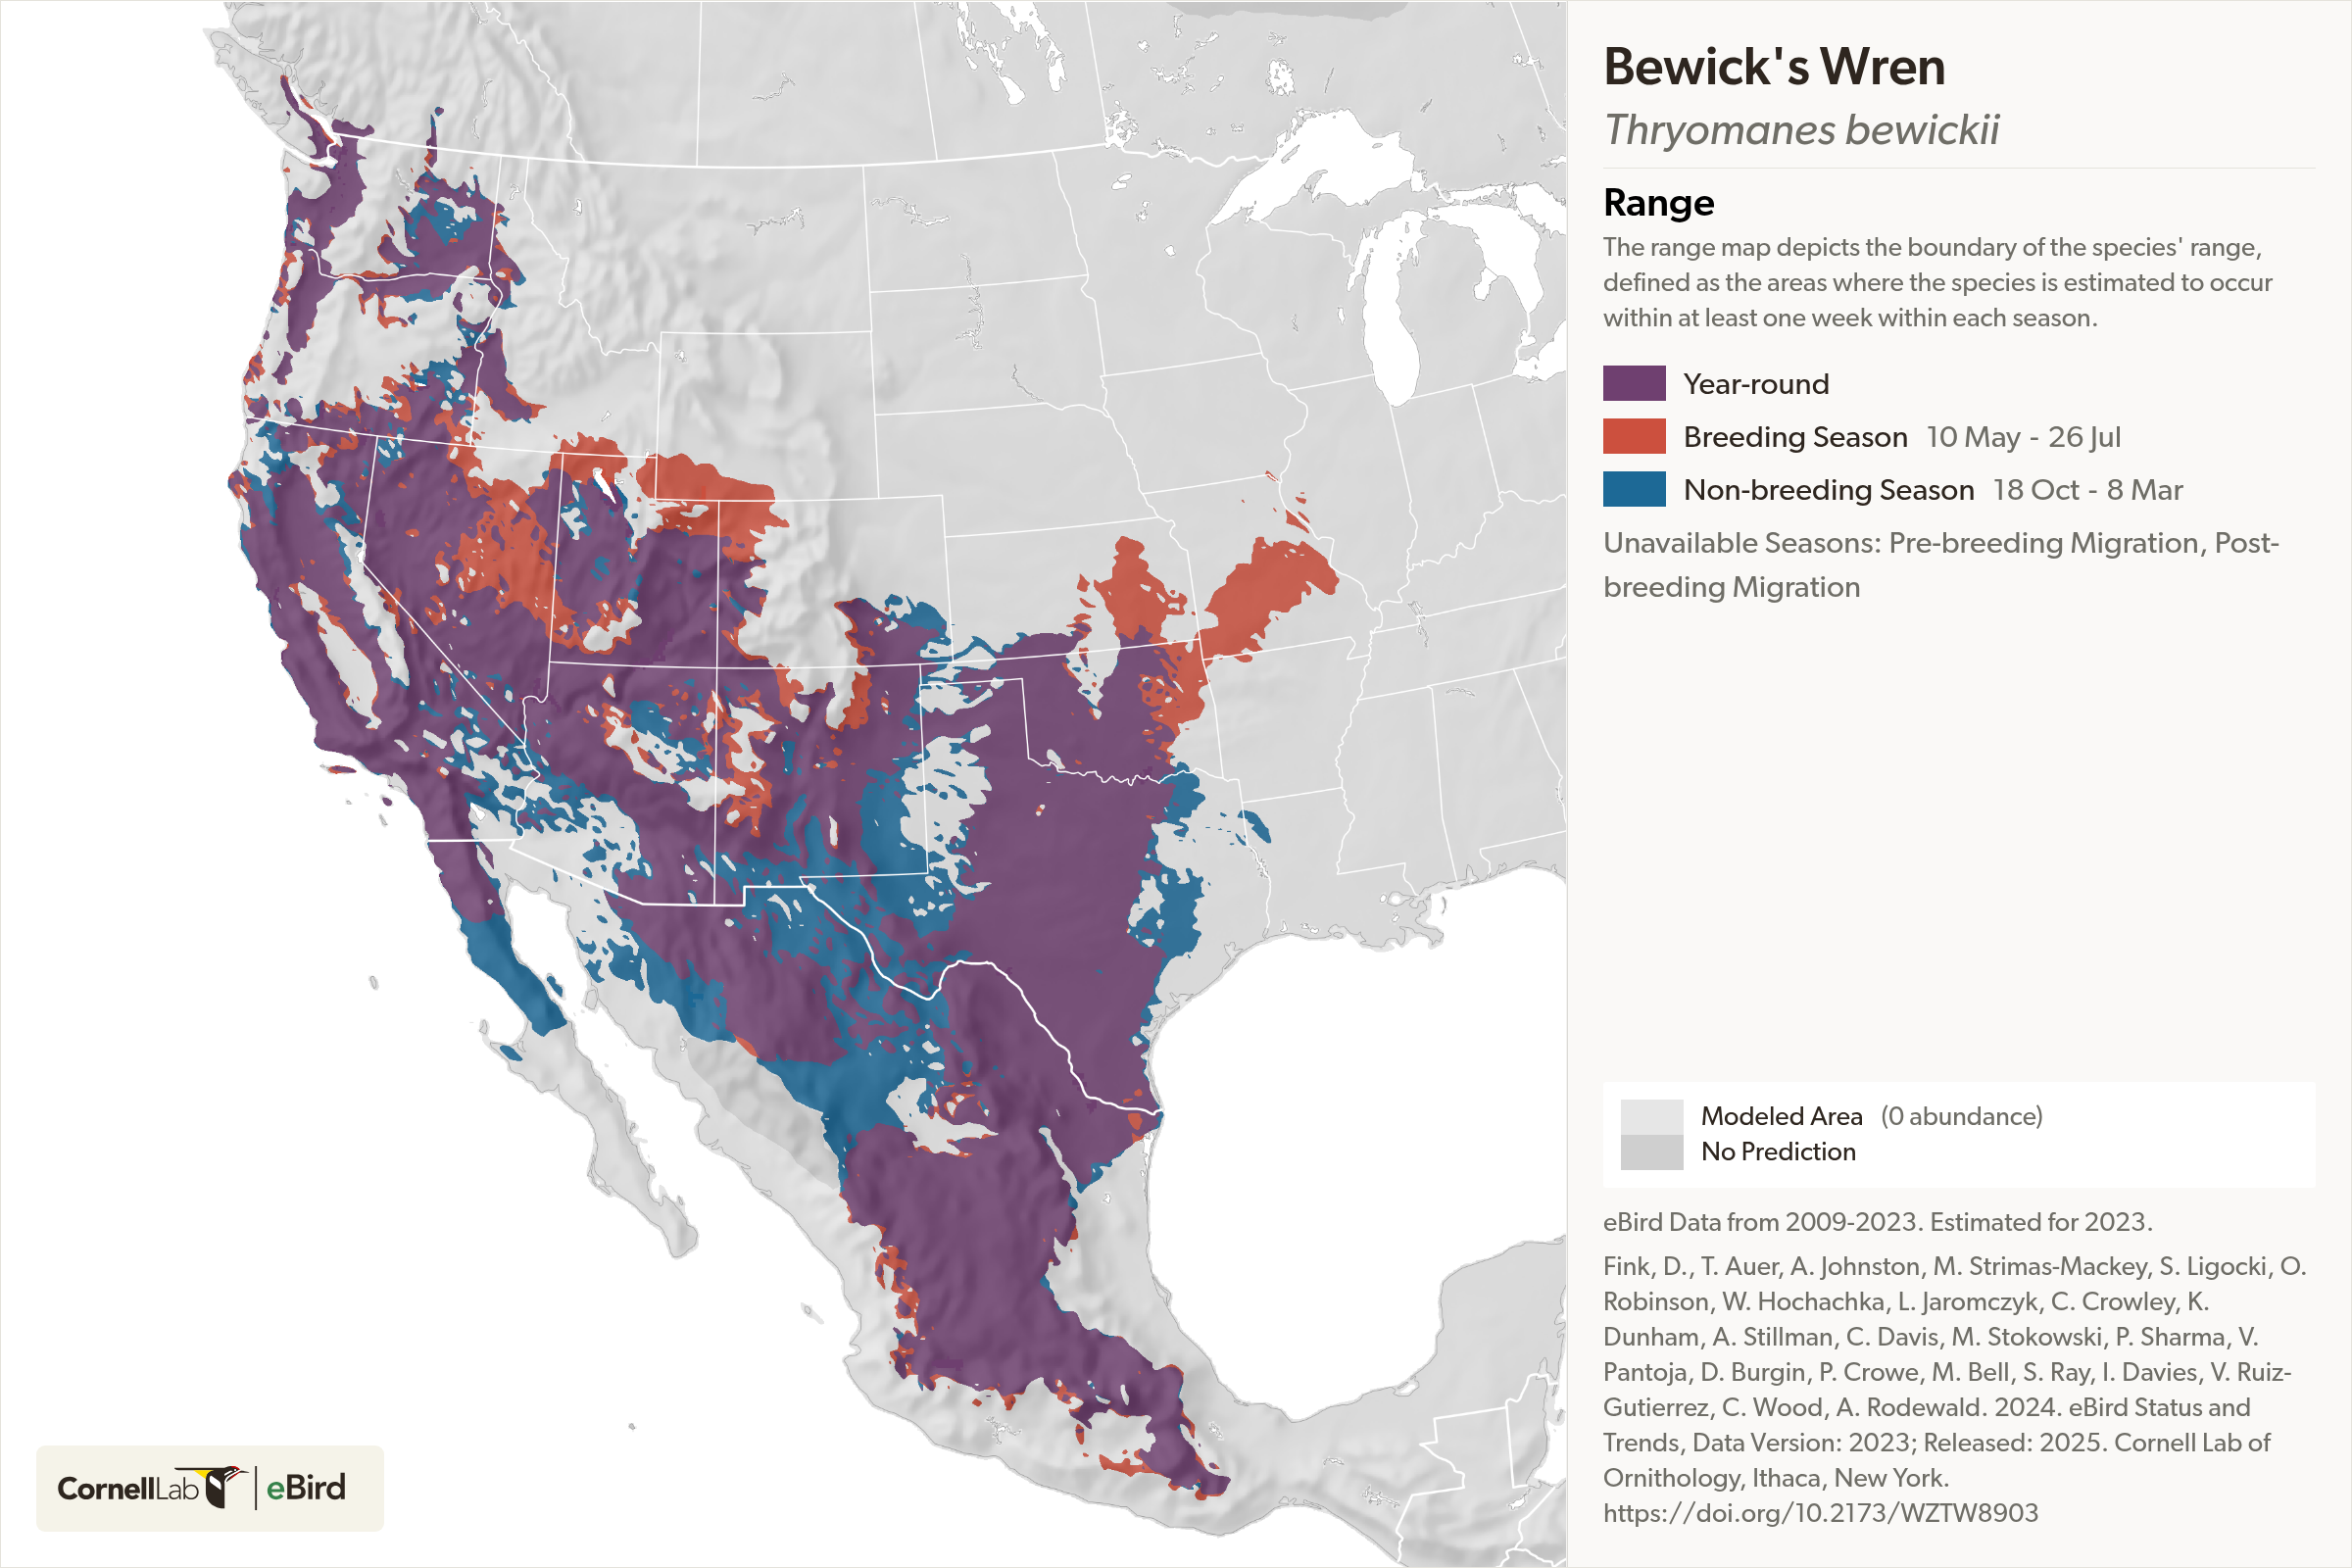 Bewick's Wren
Thryomanes bewickii
Range
The range map depicts the boundary of the species' range,
defined as the areas where the species is estimated to occur
within at least one week within each season.
Year-round
Breeding Season 10 May - 26 Jul
Non-breeding Season 18 Oct - 8 Mar
Unavailable Seasons: Pre-breeding Migration, Post-
breeding Migration
Modeled Area (0 abundance)
No Prediction
eBird Data from 2009-2023. Estimated for 2023.
Fink, D., T. Auer, A. Johnston, M. Strimas-Mackey, S. Ligocki, O.
Robinson, W. Hochachka, L. Jaromczyk, C. Crowley, K.
Dunham, A. Stillman, C. Davis, M. Stokowski, P. Sharma, V.
Pantoja, D. Burgin, P. Crowe, M. Bell, S. Ray, I. Davies, V. Ruiz-
Gutierrez, C. Wood, A. Rodewald. 2024. eBird Status and
Trends, Data Version: 2023; Released: 2025. Cornell Lab of
Ornithology, Ithaca, New York.
https://doi.org/10.2173/WZTW8903
CornellLab eBird